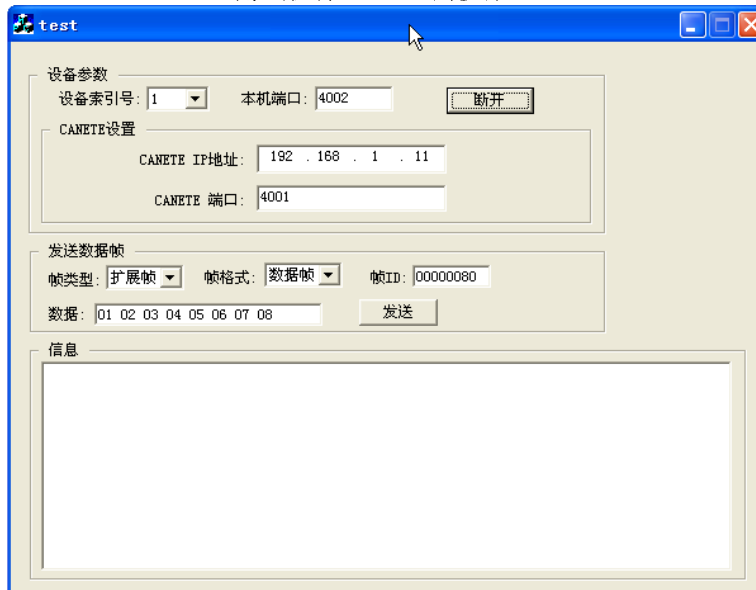 test
设备参数
设备索引号: 1 本机端口: 4002 断开
CANETE设置
CANETE IP地址: 192 . 168 . 1 . 11
CANETE 端口: 4001
发送数据帧
帧类型: 扩展帧 帧格式: 数据帧 帧ID: 00000080
数据: 01 02 03 04 05 06 07 08 发送
信息